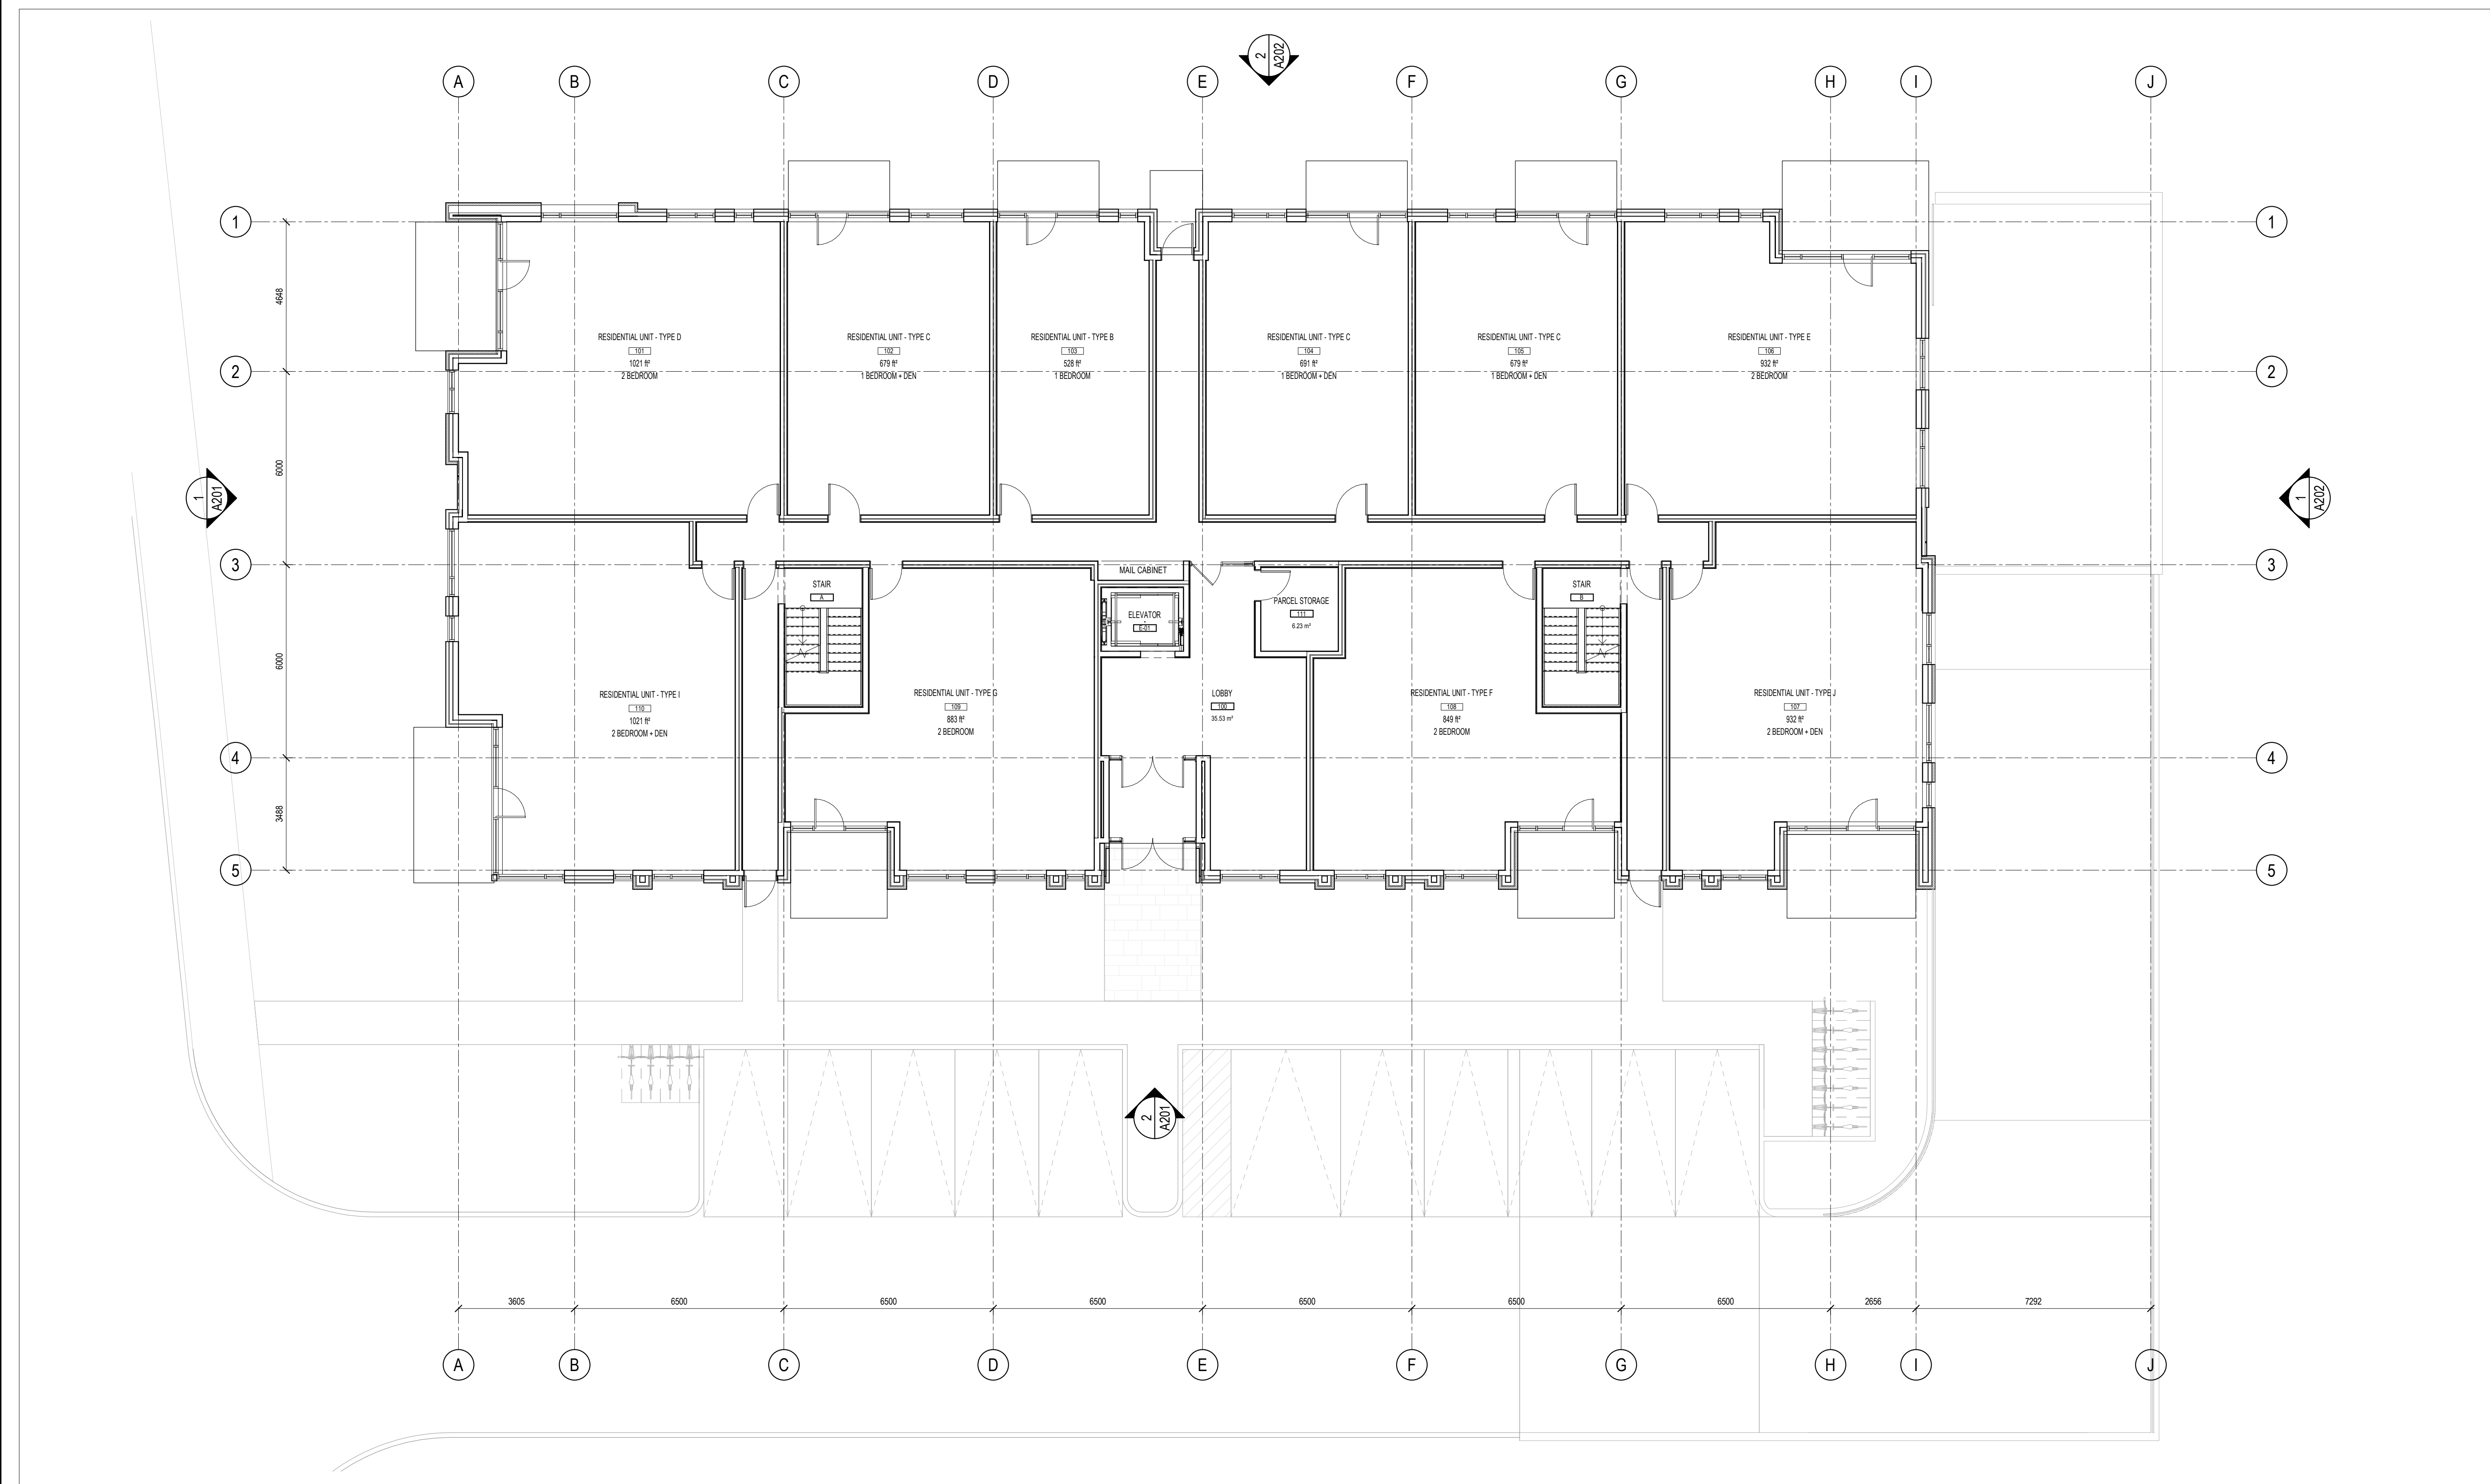 2
A202
A
B
C
D
E
F
G
H
I
J
1
1
4648
RESIDENTIAL UNIT - TYPE D
101
1021 ft²
2 BEDROOM
RESIDENTIAL UNIT - TYPE C
102
679 ft²
1 BEDROOM + DEN
RESIDENTIAL UNIT - TYPE B
103
528 ft²
1 BEDROOM
RESIDENTIAL UNIT - TYPE C
104
691 ft²
1 BEDROOM + DEN
RESIDENTIAL UNIT - TYPE C
105
679 ft²
1 BEDROOM + DEN
RESIDENTIAL UNIT - TYPE E
106
932 ft²
2 BEDROOM
2
2
6000
1
A201
1
A202
3
3
MAIL CABINET
STAIR
A
ELEVATOR
E-01
PARCEL STORAGE
111
6.23 m²
STAIR
B
6000
RESIDENTIAL UNIT - TYPE I
110
1021 ft²
2 BEDROOM + DEN
RESIDENTIAL UNIT - TYPE G
109
883 ft²
2 BEDROOM
LOBBY
100
35.53 m²
RESIDENTIAL UNIT - TYPE F
108
849 ft²
2 BEDROOM
RESIDENTIAL UNIT - TYPE J
107
932 ft²
2 BEDROOM + DEN
4
4
3488
5
5
2
A201
3605
6500
6500
6500
6500
6500
6500
2656
7292
A
B
C
D
E
F
G
H
I
J